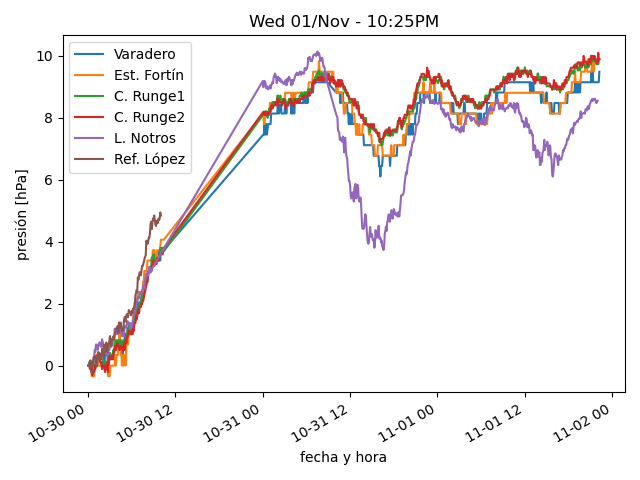 Wed 01/Nov - 10:25PM
Varadero
Est. Fortín
C. Runge1
C. Runge2
L. Notros
Ref. López
presión [hPa]
10
8
6
4
2
0
10-30 00
10-30 12
10-31 00
10-31 12
11-01 00
11-01 12
11-02 00
fecha y hora